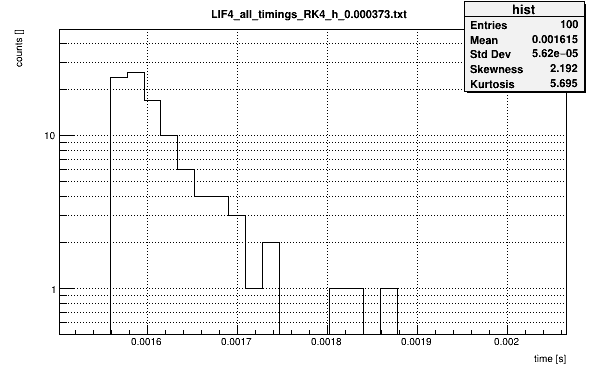 LIF4_all_timings_RK4_h_0.000373.txt
hist
Entries 100
Mean 0.001615
Std Dev 5.62e−05
Skewness 2.192
Kurtosis 5.695
counts []
10
1
0.0016 0.0017 0.0018 0.0019 0.002
time [s]